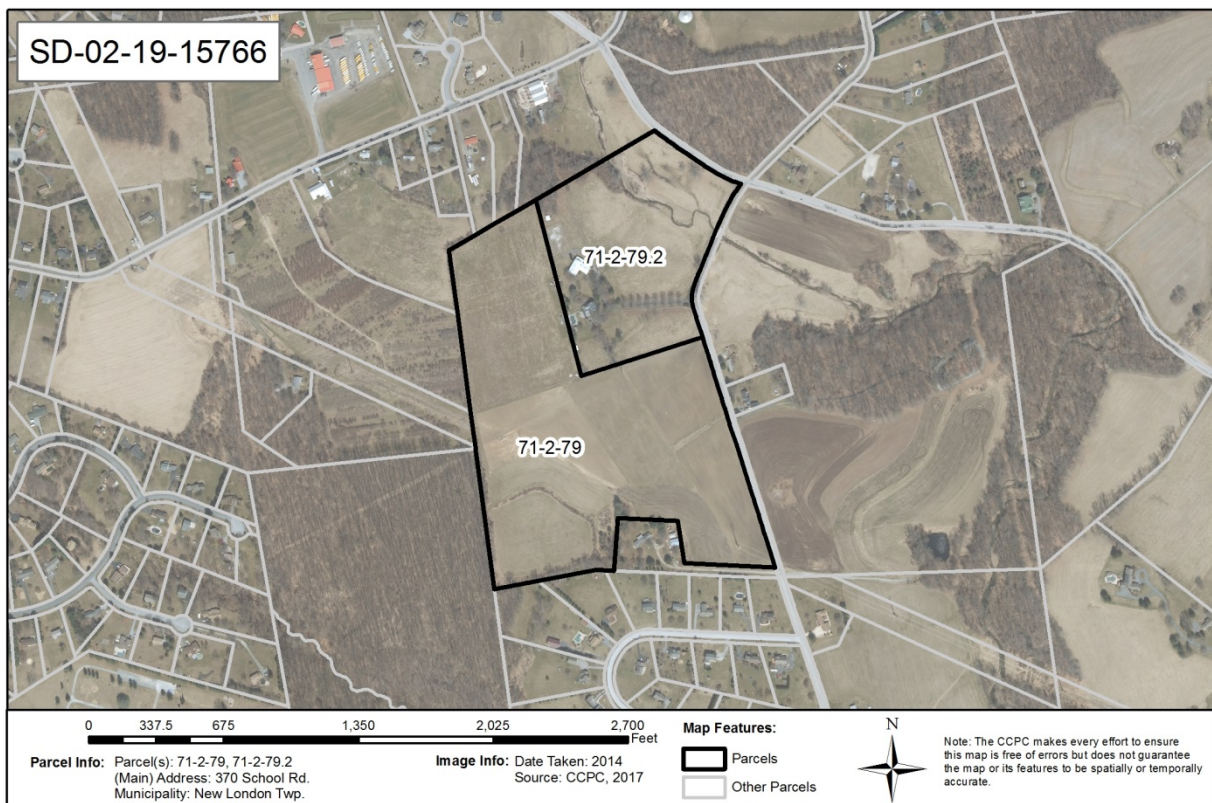 SD-02-19-15766
71-2-79.2
71-2-79
0 337.5 675 1,350 2,025 2,700
Feet
Parcel Info: Parcel(s): 71-2-79, 71-2-79.2
(Main) Address: 370 School Rd.
Municipality: New London Twp.
Image Info: Date Taken: 2014
Source: CCPC, 2017
Map Features:
Parcels
Other Parcels
N
Note: The CCPC makes every effort to ensure
this map is free of errors but does not guarantee
the map or its features to be spatially or temporally
accurate.